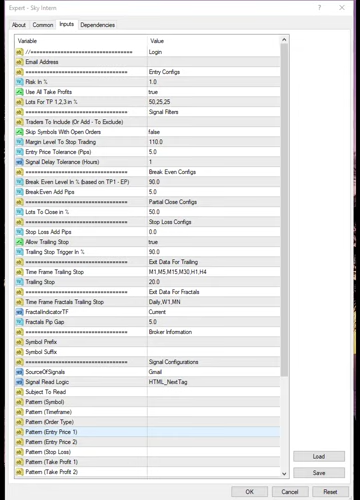 Expert - Sky Intern
? ×
About Common Inputs Dependencies
Variable Value
//================================= Login
Email Address
================================= Entry Configs
Risk In % 1.0
Use All Take Profits true
Lots For TP 1,2,3 in % 50,25,25
================================= Signal Filters
Traders To Include (Or Add - To Exclude)
Skip Symbols With Open Orders false
Margin Level To Stop Trading 110.0
Entry Price Tolerance (Pips) 5.0
Signal Delay Tolerance (Hours) 1
================================= Break Even Configs
Break Even Level In % (based on TP1 - EP) 90.0
BreakEven Add Pips 5.0
================================= Partial Close Configs
Lots To Close in % 50.0
================================= Stop Loss Configs
Stop Loss Add Pips 0.0
Allow Trailing Stop true
Trailing Stop Trigger In % 90.0
================================= Exit Data For Trailing
Time Frame Trailing Stop M1,M5,M15,M30,H1,H4
Trailing Stop 20.0
================================= Exit Data For Fractals
Time Frame Fractals Trailing Stop Daily,W1,MN
FractalIndicatorTF Current
Fractals Pip Gap 5.0
================================= Broker Information
Symbol Prefix
Symbol Suffix
================================= Signal Configurations
SourceOfSignals Gmail
Signal Read Logic HTML_NextTag
Subject To Read
Pattern (Symbol)
Pattern (Timeframe)
Pattern (Order Type)
Pattern (Entry Price 1)
Pattern (Entry Price 2)
Pattern (Stop Loss)
Pattern (Take Profit 1)
Pattern (Take Profit 2)
Load
Save
OK Cancel Reset